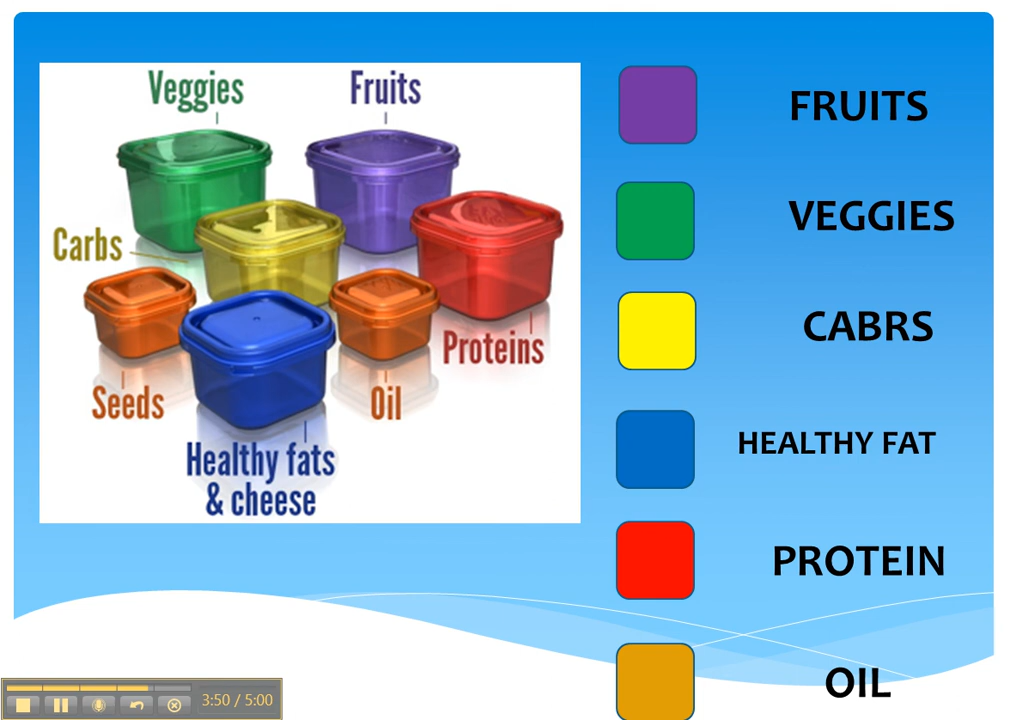 Veggies
Fruits
Carbs
Proteins
Seeds
Oil
Healthy fats
& cheese
FRUITS
VEGGIES
CABRS
HEALTHY FAT
PROTEIN
OIL
3:50 / 5:00